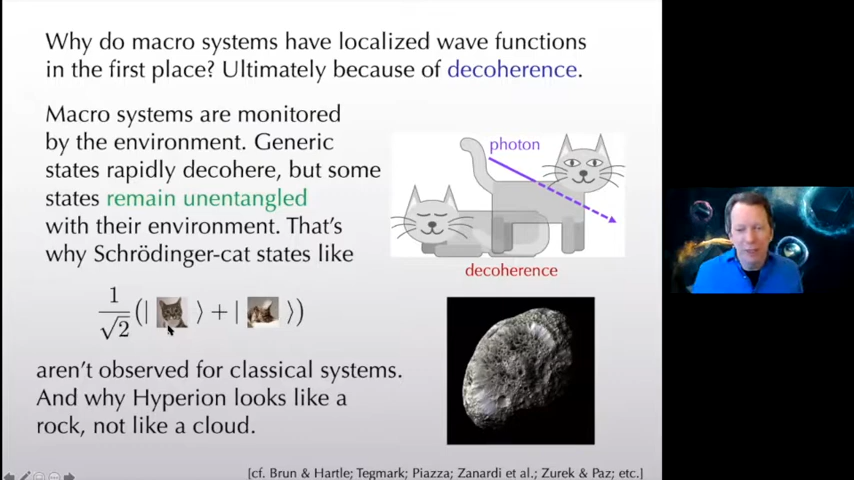 Why do macro systems have localized wave functions
in the first place? Ultimately because of decoherence.
Macro systems are monitored
by the environment. Generic
states rapidly decohere, but some
states remain unentangled
with their environment. That's
why Schrödinger-cat states like
photon
decoherence
1/√2 (| ⟩ + | ⟩)
aren't observed for classical systems.
And why Hyperion looks like a
rock, not like a cloud.
[cf. Brun & Hartle; Tegmark; Piazza; Zanardi et al.; Zurek & Paz; etc.]